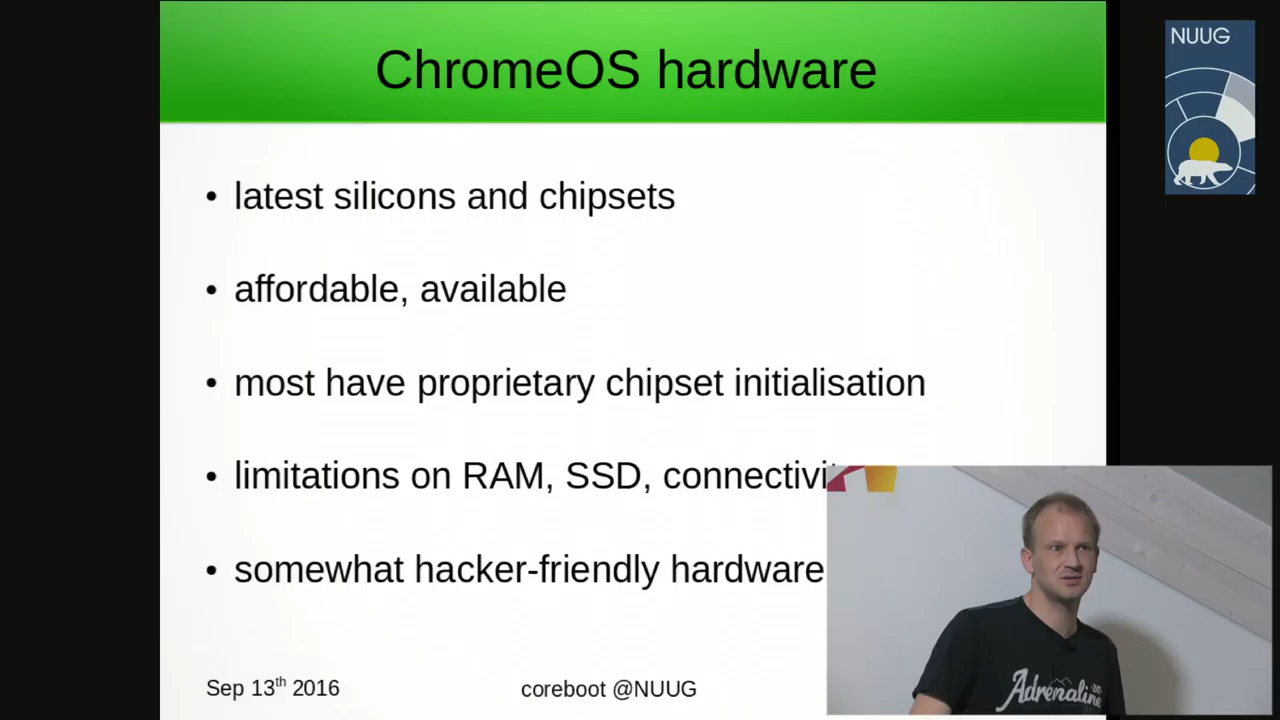 ChromeOS hardware
NUUG
• latest silicons and chipsets
• affordable, available
• most have proprietary chipset initialisation
• limitations on RAM, SSD,
• somewhat hacker-friendly hardware
Sep 13th 2016
coreboot @NUUG
Adrenaline